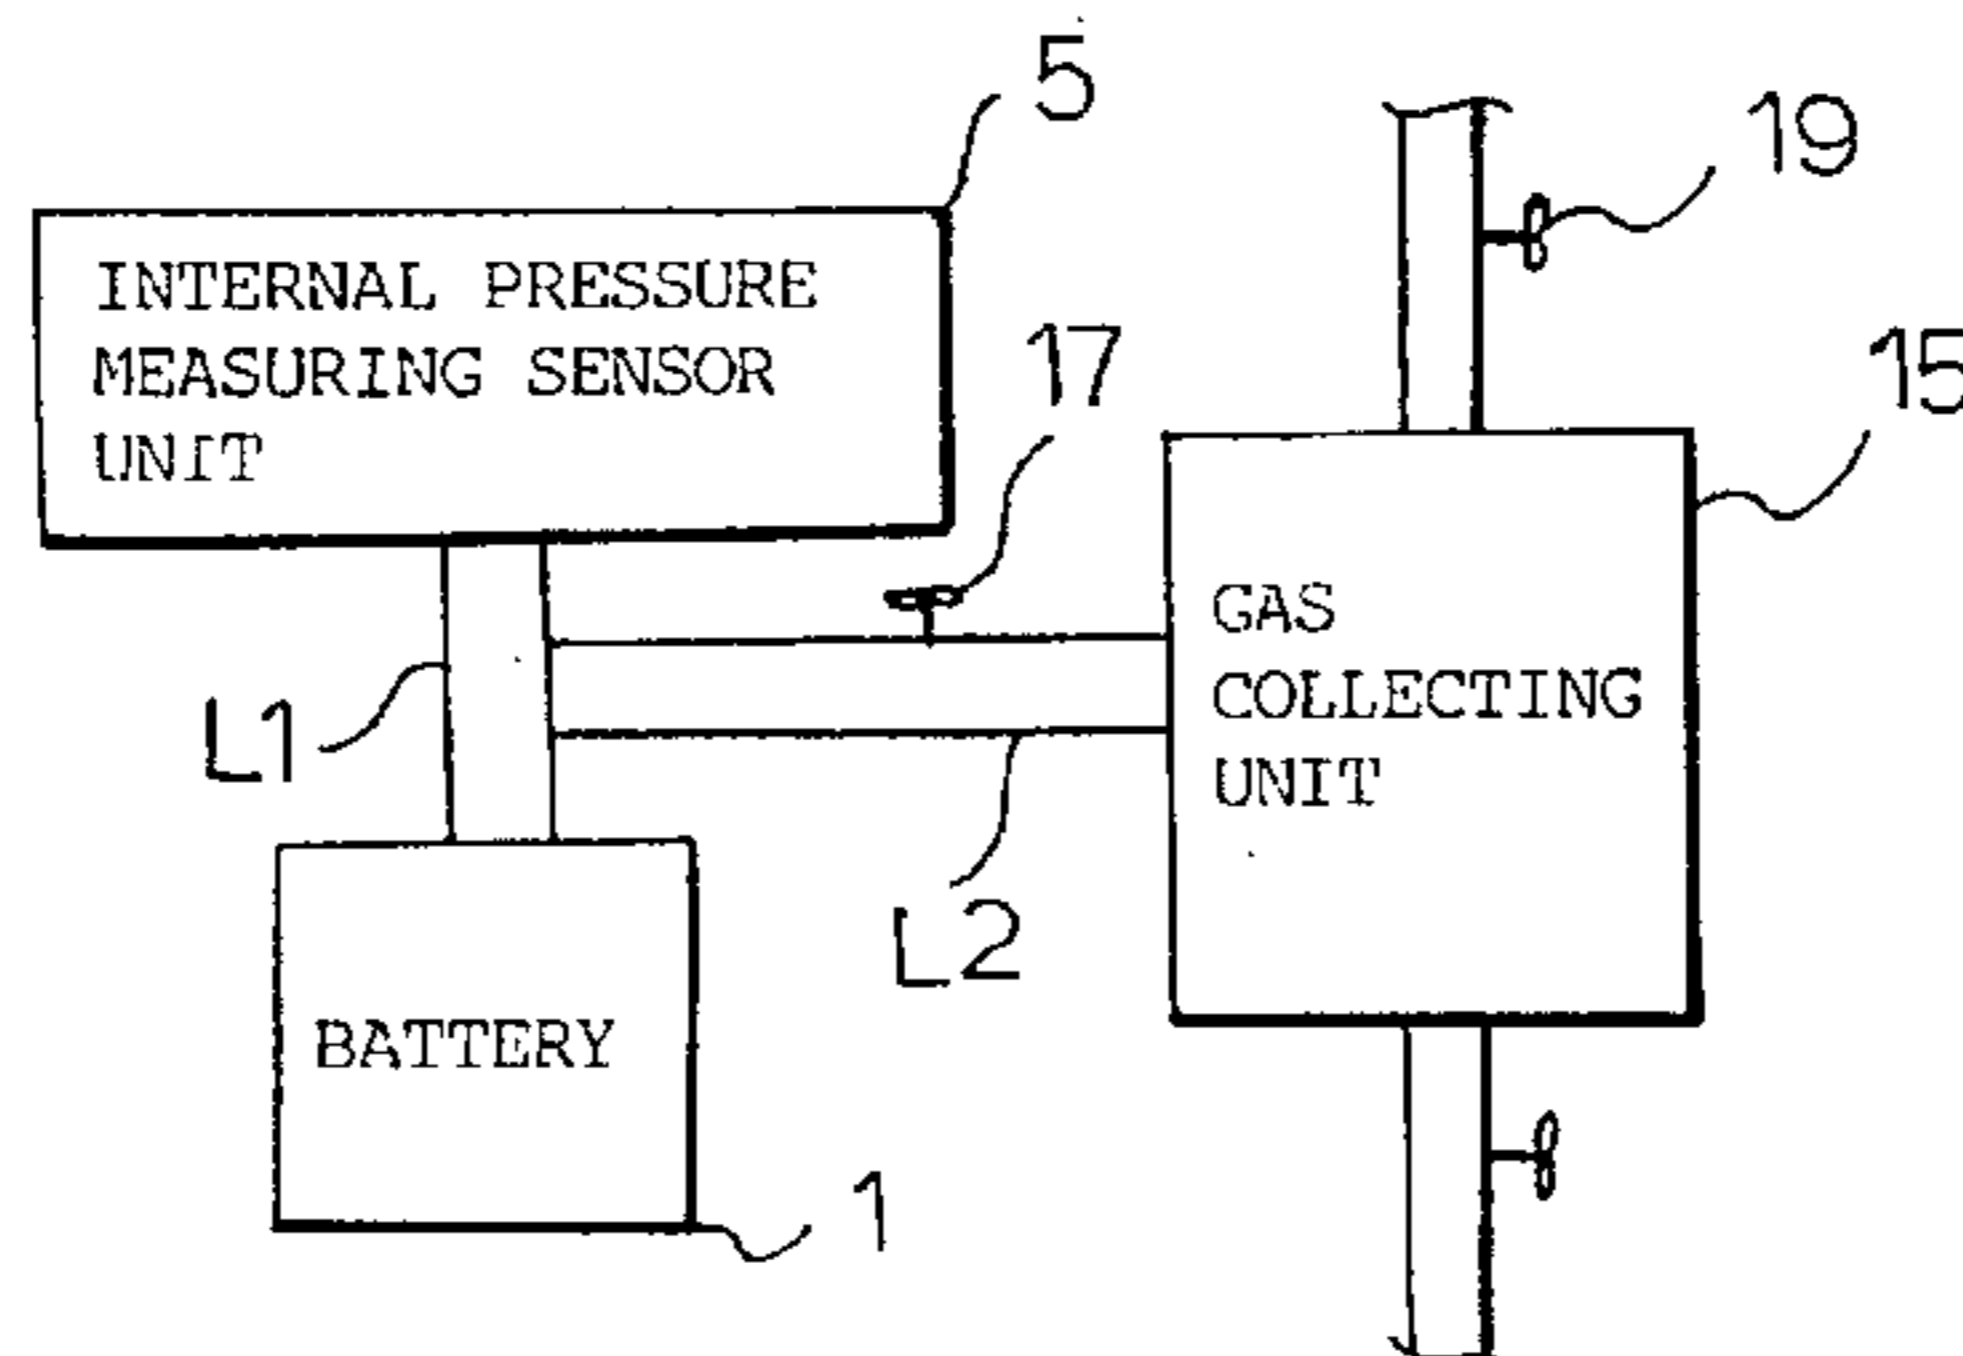 5
19
INTERNAL PRESSURE
MEASURING SENSOR
UNIT
17
15
GAS
COLLECTING
UNIT
L1
L2
BATTERY
1